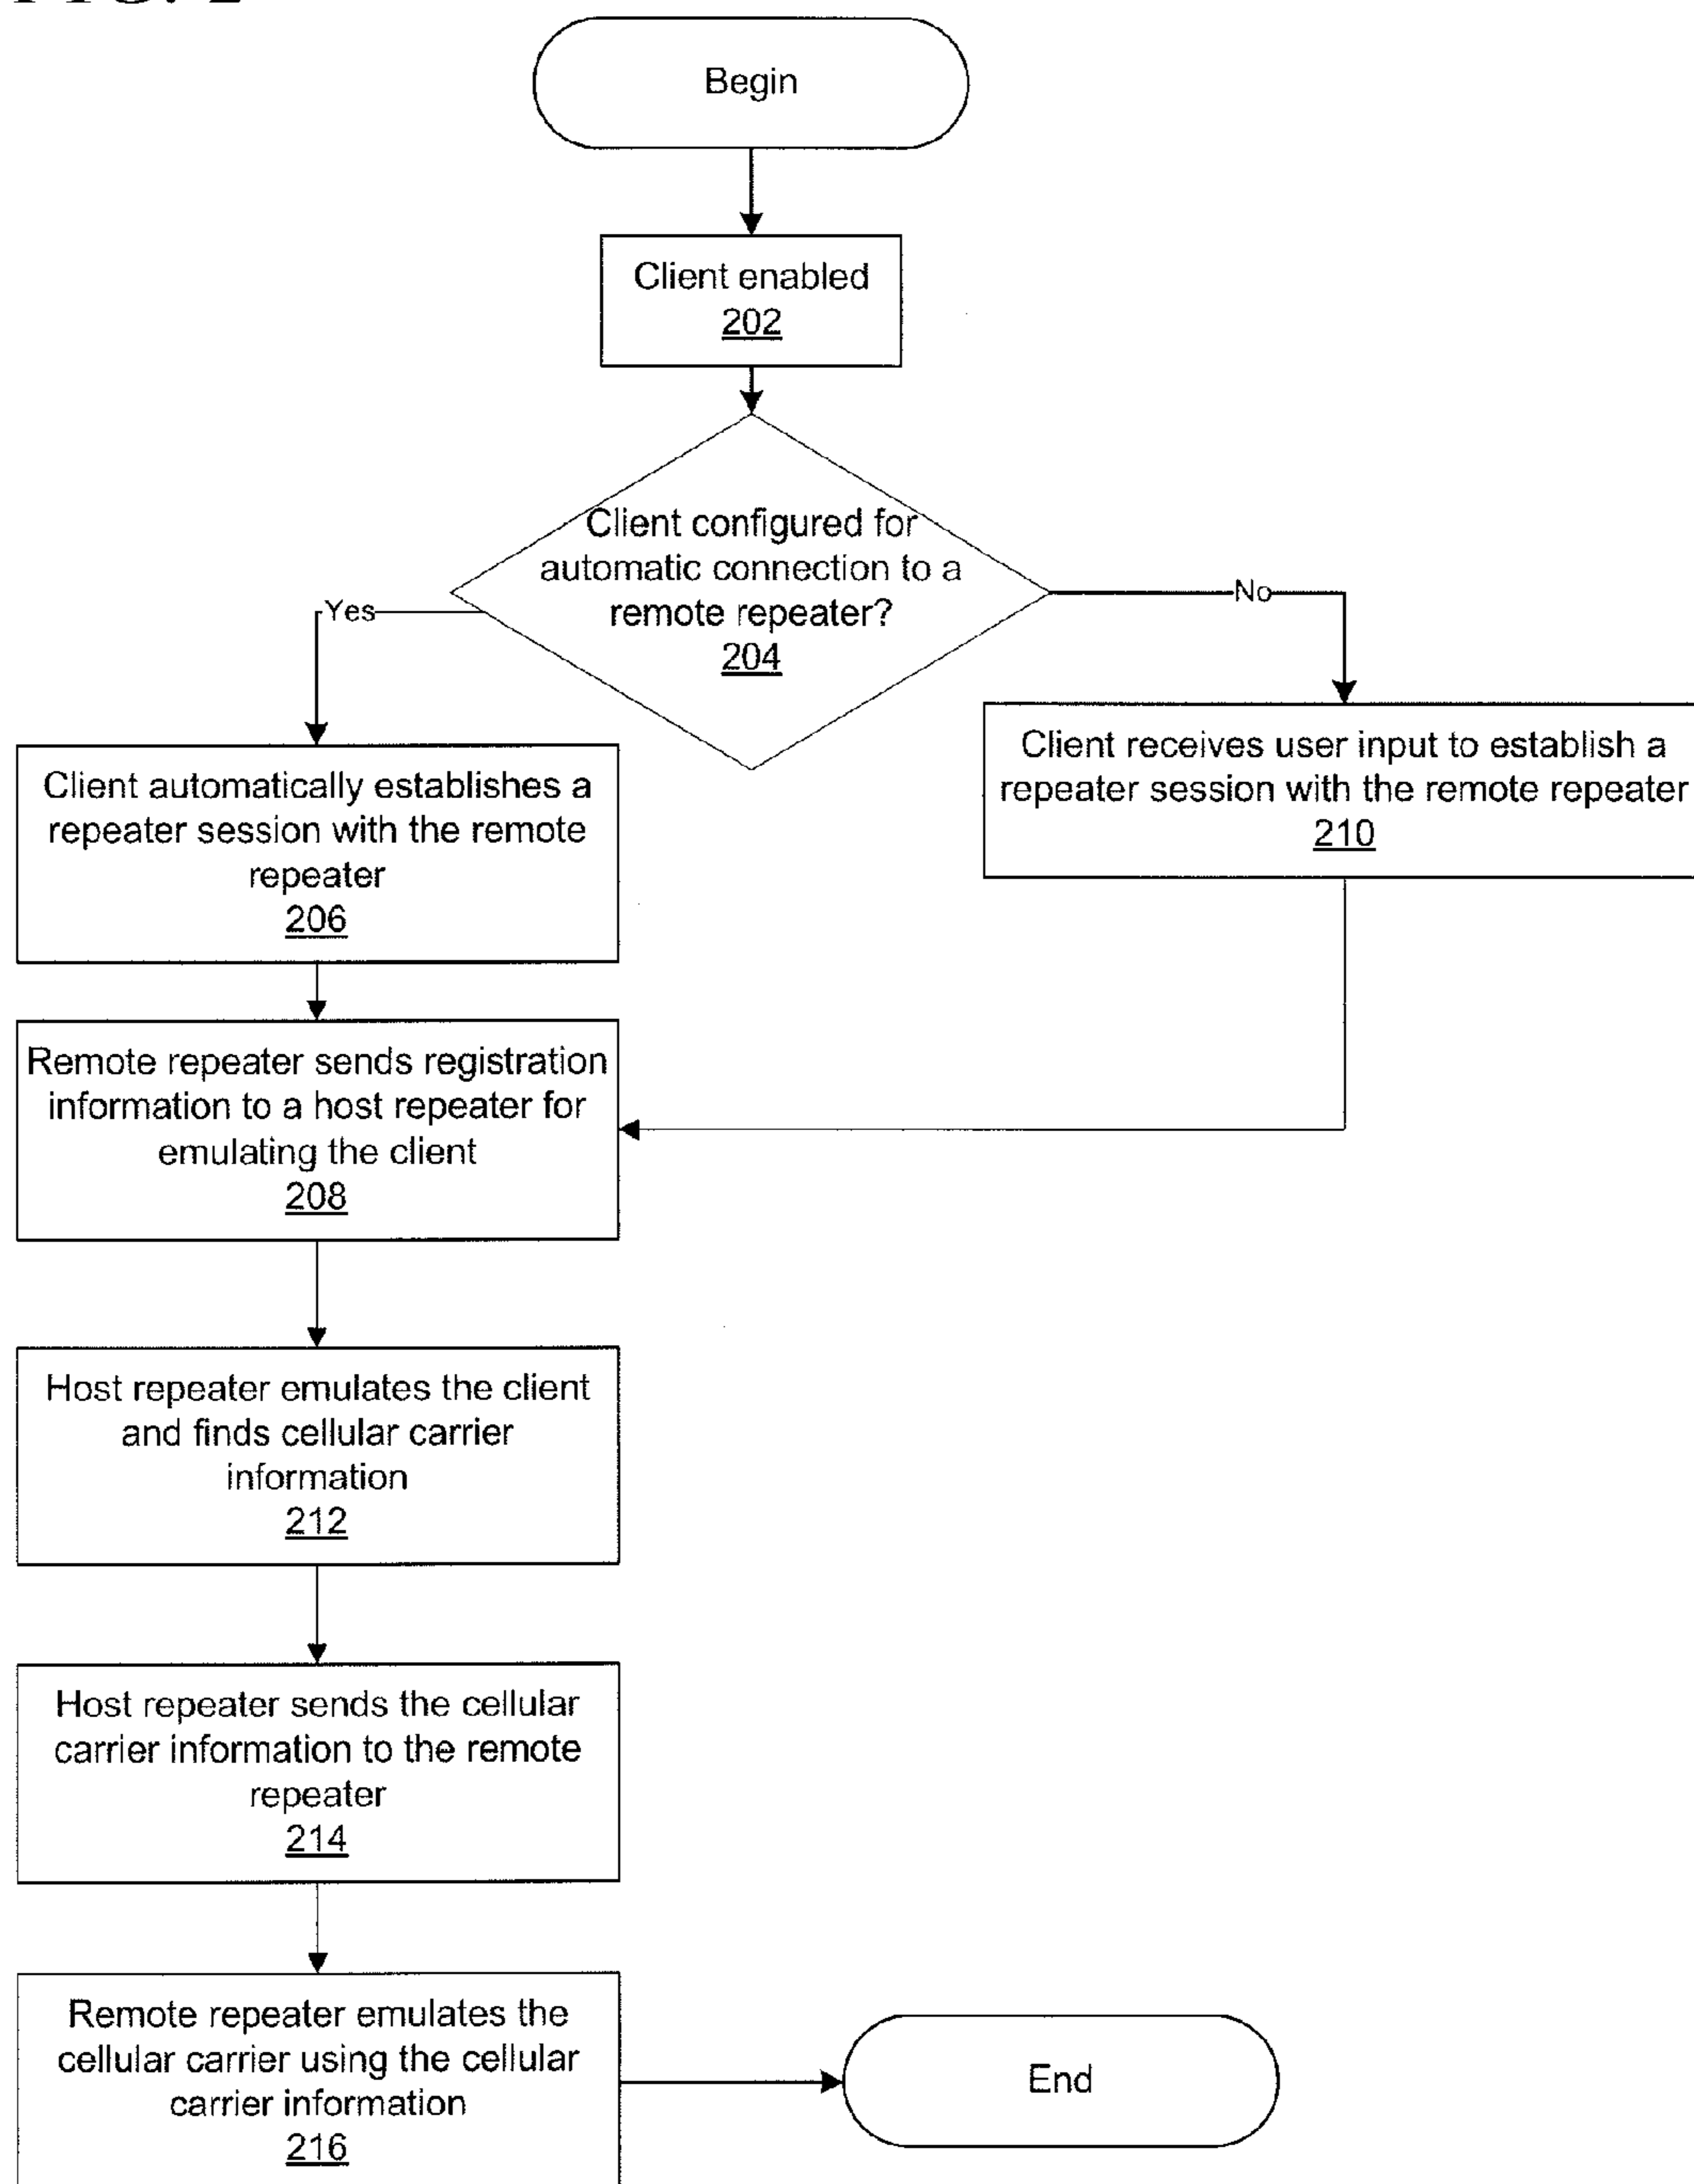 Begin
Client enabled
202
Client configured for
automatic connection to a
remote repeater?
204
Yes
No
Client automatically establishes a
repeater session with the remote
repeater
206
Client receives user input to establish a
repeater session with the remote repeater
210
Remote repeater sends registration
information to a host repeater for
emulating the client
208
Host repeater emulates the client
and finds cellular carrier
information
212
Host repeater sends the cellular
carrier information to the remote
repeater
214
Remote repeater emulates the
cellular carrier using the cellular
carrier information
216
End